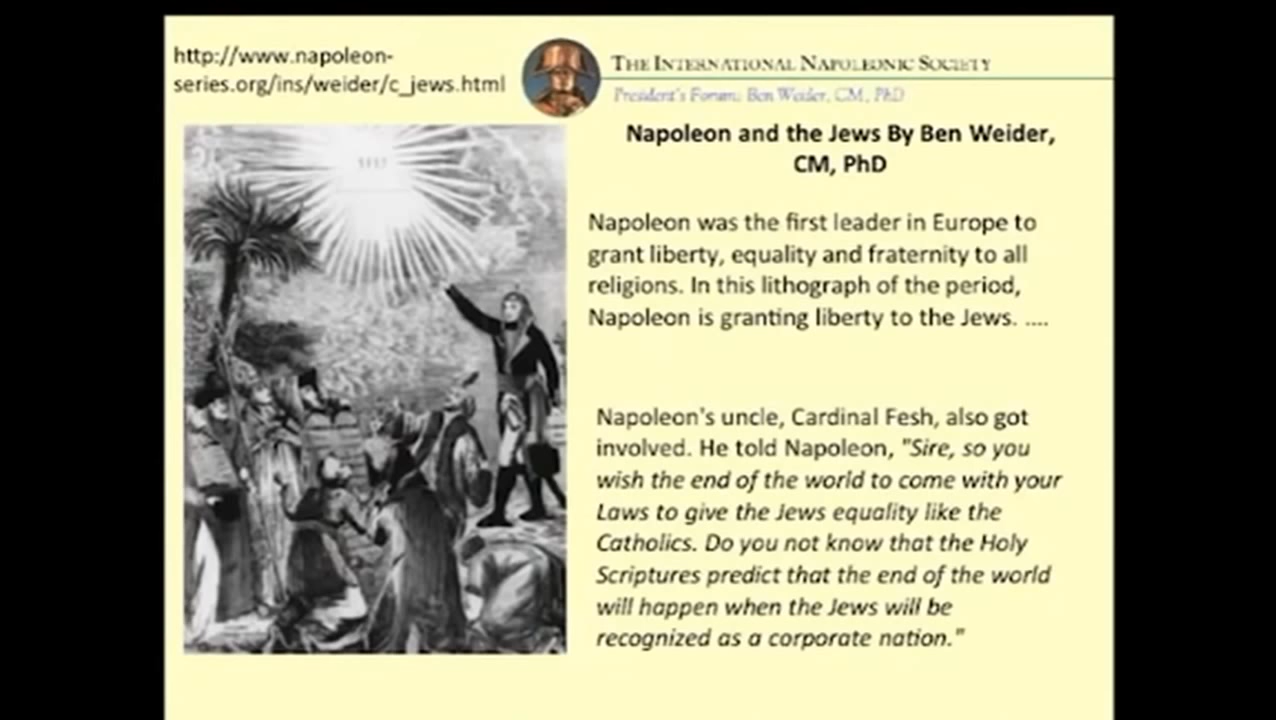 http://www.napoleon-
series.org/ins/weider/c_jews.html
THE INTERNATIONAL NAPOLEONIC SOCIETY
President's Forum: Ben Weider, CM, PhD
Napoleon and the Jews By Ben Weider,
CM, PhD
Napoleon was the first leader in Europe to
grant liberty, equality and fraternity to all
religions. In this lithograph of the period,
Napoleon is granting liberty to the Jews. ....
Napoleon's uncle, Cardinal Fesh, also got
involved. He told Napoleon, "Sire, so you
wish the end of the world to come with your
Laws to give the Jews equality like the
Catholics. Do you not know that the Holy
Scriptures predict that the end of the world
will happen when the Jews will be
recognized as a corporate nation."